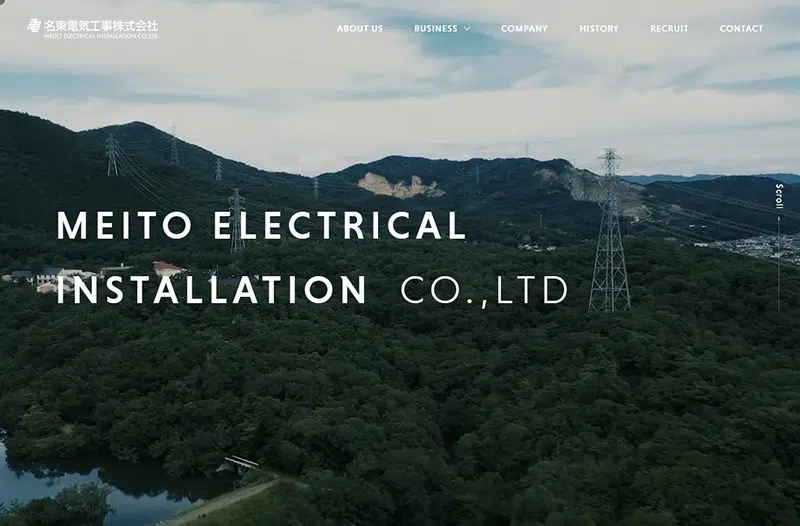 名東電気工事株式会社
MEITO ELECTRICAL INSTALLATION CO.,LTD.
ABOUT US
BUSINESS
COMPANY
HISTORY
RECRUIT
CONTACT
Scroll
MEITO ELECTRICAL
INSTALLATION CO.,LTD